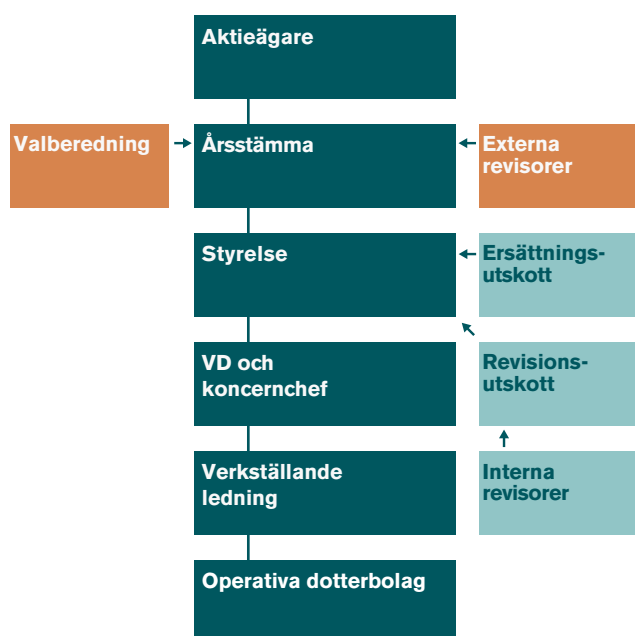 Aktieägare
Valberedning
Årsstämma
Externa
revisorer
Styrelse
Ersättnings-
utskott
VD och
koncernchef
Revisions-
utskott
Verkställande
ledning
Interna
revisorer
Operativa dotterbolag